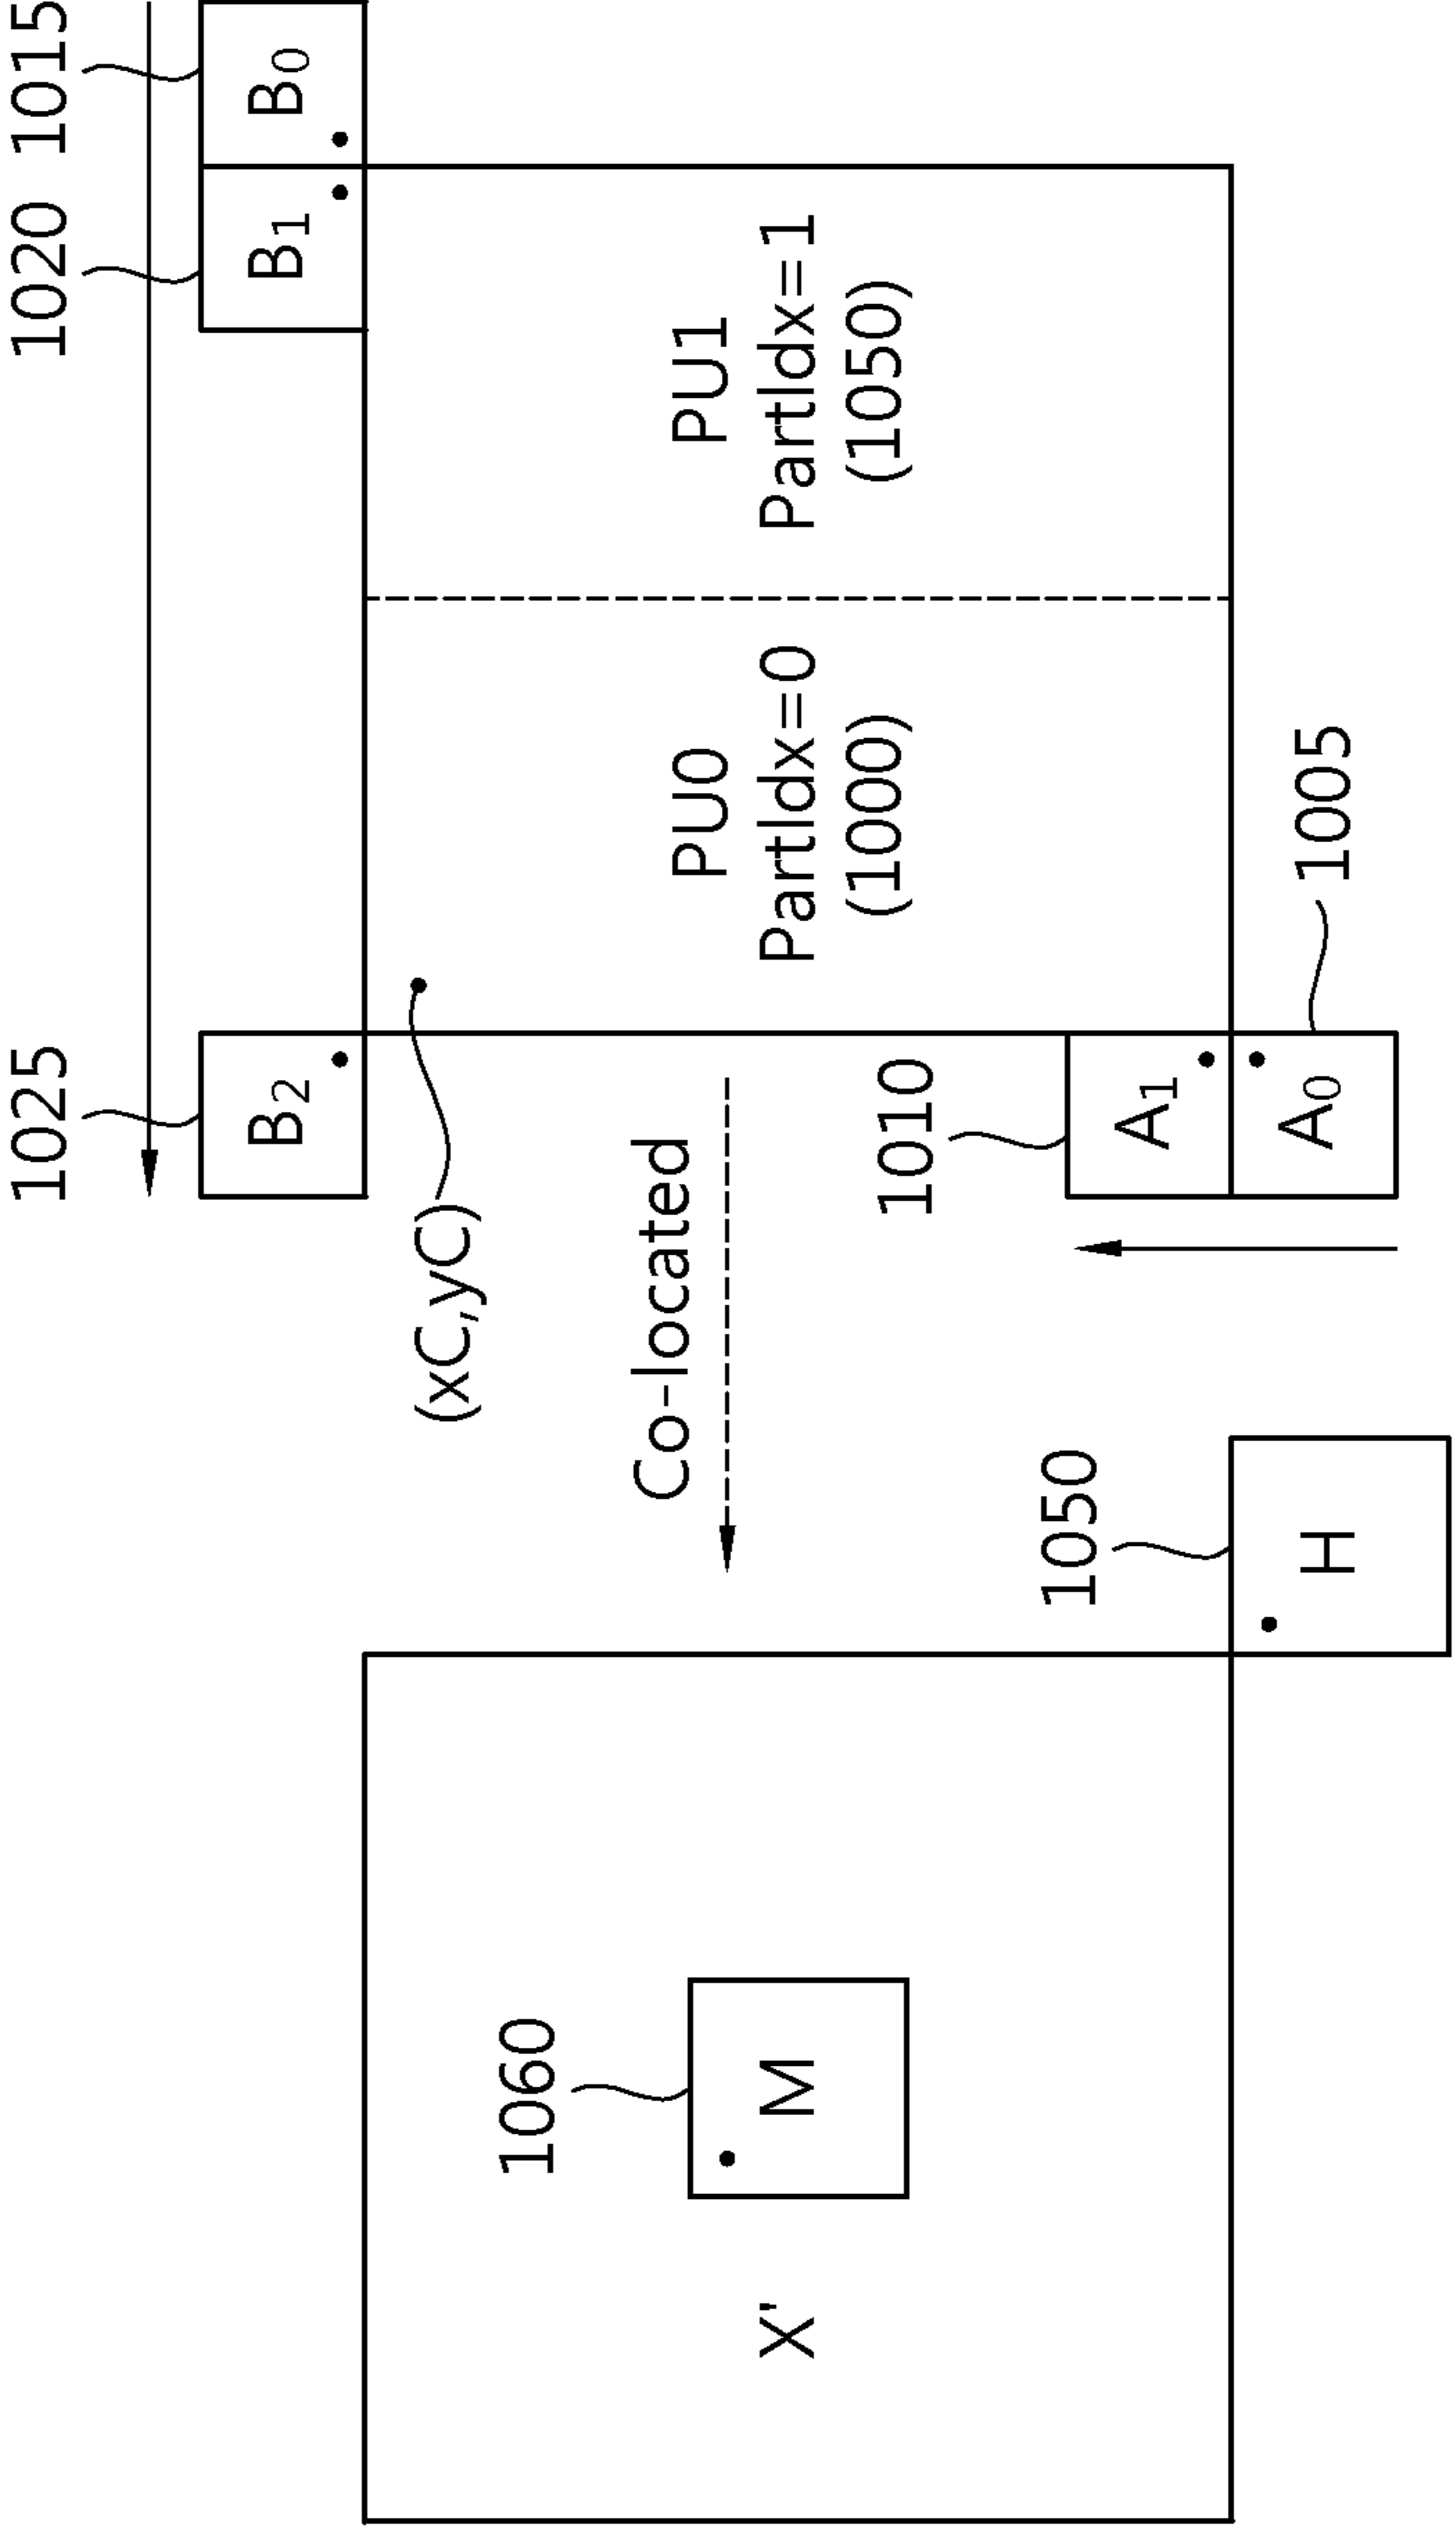 1025
1020
1015
B2
B1
B0
(xC,yC)
1060
Co-located
PU0
PartIdx=0
(1000)
PU1
PartIdx=1
(1050)
X'
M
1010
1050
A1
H
A0
1005